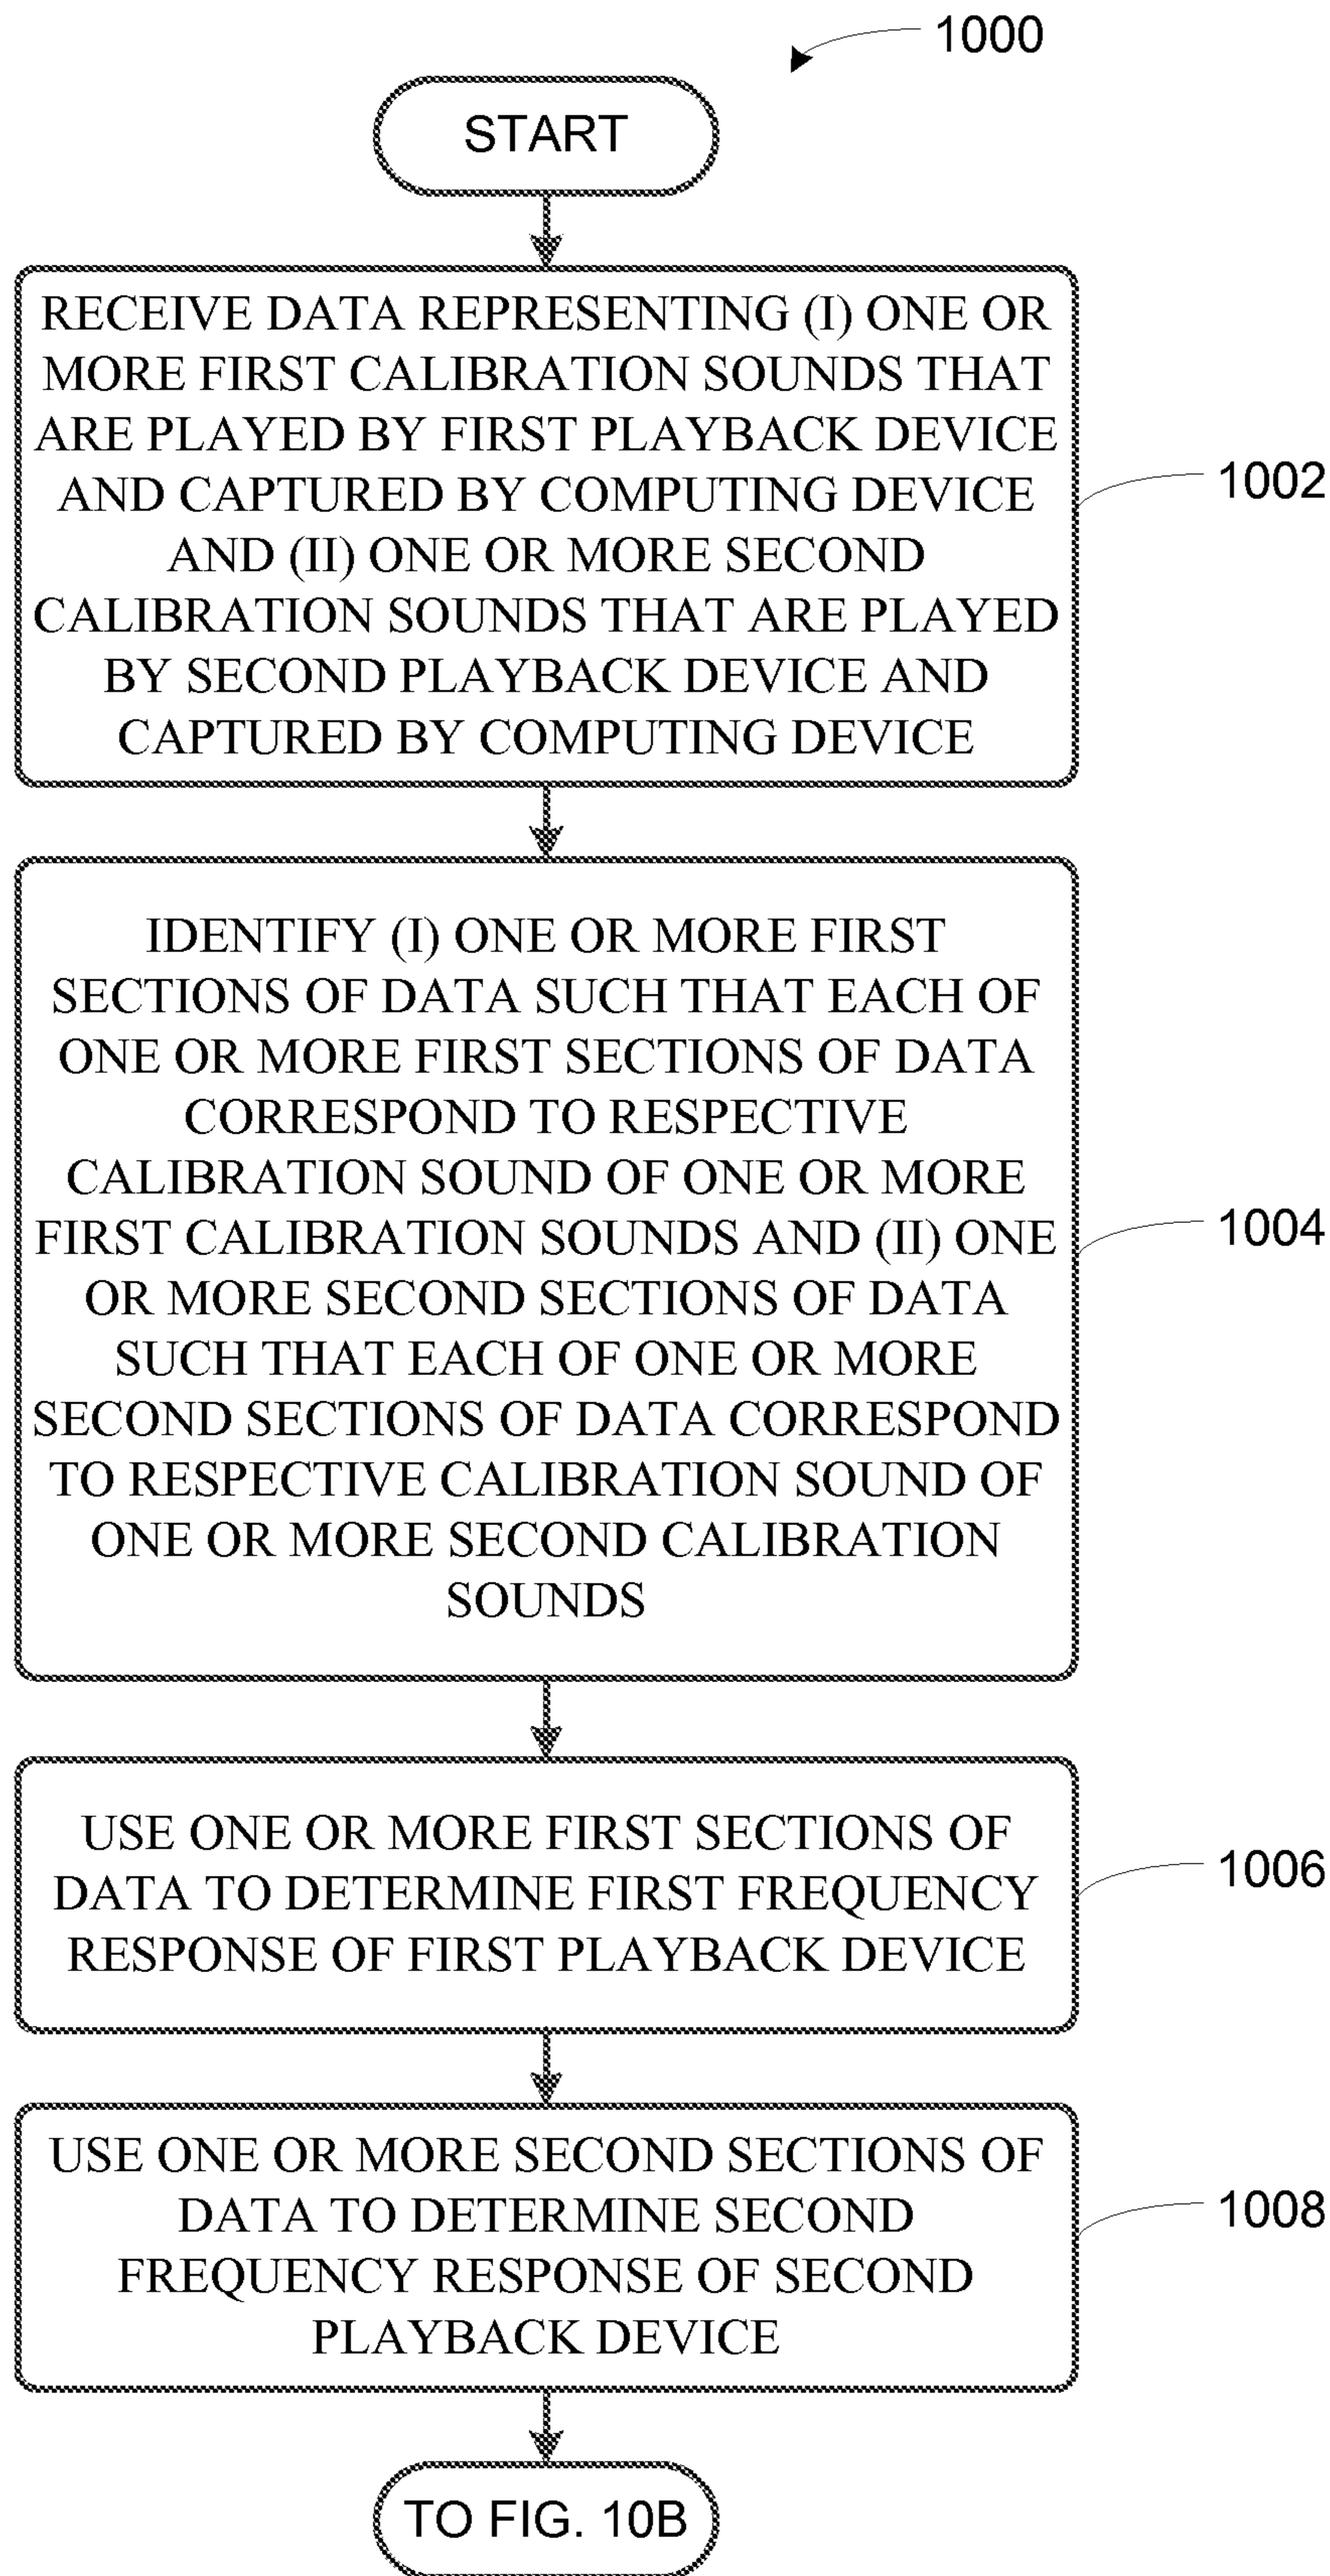 1000
START
RECEIVE DATA REPRESENTING (I) ONE OR
MORE FIRST CALIBRATION SOUNDS THAT
ARE PLAYED BY FIRST PLAYBACK DEVICE
AND CAPTURED BY COMPUTING DEVICE
AND (II) ONE OR MORE SECOND
CALIBRATION SOUNDS THAT ARE PLAYED
BY SECOND PLAYBACK DEVICE AND
CAPTURED BY COMPUTING DEVICE
1002
IDENTIFY (I) ONE OR MORE FIRST
SECTIONS OF DATA SUCH THAT EACH OF
ONE OR MORE FIRST SECTIONS OF DATA
CORRESPOND TO RESPECTIVE
CALIBRATION SOUND OF ONE OR MORE
FIRST CALIBRATION SOUNDS AND (II) ONE
OR MORE SECOND SECTIONS OF DATA
SUCH THAT EACH OF ONE OR MORE
SECOND SECTIONS OF DATA CORRESPOND
TO RESPECTIVE CALIBRATION SOUND OF
ONE OR MORE SECOND CALIBRATION
SOUNDS
1004
USE ONE OR MORE FIRST SECTIONS OF
DATA TO DETERMINE FIRST FREQUENCY
RESPONSE OF FIRST PLAYBACK DEVICE
1006
USE ONE OR MORE SECOND SECTIONS OF
DATA TO DETERMINE SECOND
FREQUENCY RESPONSE OF SECOND
PLAYBACK DEVICE
1008
TO FIG. 10B